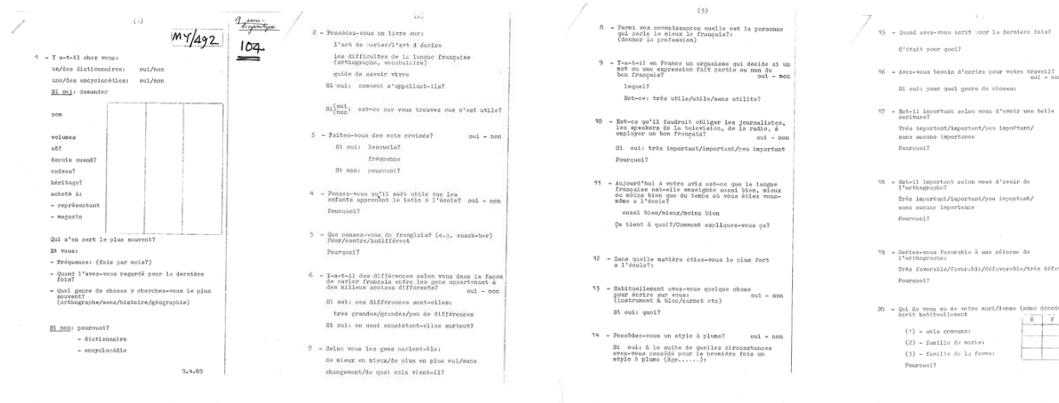 (1)
MY/492
104
1 - Y a-t-il chez vous:
un/des dictionnaires: oui/non
une/des encyclopédies: oui/non
Si oui: demander
nom
volumes
où?
depuis quand?
cadeau?
héritage?
acheté à:
- représentant
- magasin
Qui s'en sert le plus souvent?
Et vous:
- Fréquence: (fois par mois?)
- Quand l'avez-vous regardé pour la dernière
fois?
- Quel genre de choses y cherchez-vous le plus
souvent?
(orthographe/sens/histoire/géographie)
Si non: pourquoi?
- dictionnaire
- encyclopédie
9.4.69
(2)
2 - Possédez-vous un livre sur:
l'art de parler/l'art d'écrire
les difficultés de la langue française
(orthographe, vocabulaire)
guide de savoir vivre
Si oui: comment s'appellent-ils?
Si (oui
(non: est-ce que vous trouvez que c'est utile?
3 - Faites-vous des mots croisés? oui - non
Si oui: lesquels?
fréquence
Si non: pourquoi?
4 - Pensez-vous qu'il soit utile que les
enfants apprennent le latin à l'école? oui - non
Pourquoi?
5 - Que pensez-vous du franglais? (e.g. snack-bar)
Pour/contre/indifférent
Pourquoi?
6 - Y-a-t-il des différences selon vous dans la façon
de parler français entre les gens appartenant à
des milieux sociaux différents? oui - non
Si oui: ces différences sont-elles:
tres grandes/grandes/peu de différences
Si oui: en quoi consistent-elles surtout?
7 - Selon vous les gens parlent-ils:
de mieux en mieux/de plus en plus mal/sans
changement/de quoi cela vient-il?
(3)
8 - Parmi vos connaissances quelle est la personne
qui parle le mieux le français?:
(donner la profession)
9 - Y-a-t-il en France un organisme qui décide si un
mot ou une expression fait partie ou non du
bon français? oui - non
lequel?
Est-ce: très utile/utile/sans utilité?
10 - Est-ce qu'il faudrait obliger les journalistes,
les speakers de la télévision, de la radio, à
employer un bon français? oui - non
Si oui: très important/important/peu important
Pourquoi?
11 - Aujourd'hui à votre avis est-ce que la langue
française est-elle enseignée aussi bien, mieux
ou moins bien que du temps où vous étiez vous-
même a l'école?
aussi bien/mieux/moins bien
Ça tient à quoi?/Comment expliquez-vous ça?
12 - Dans quelle matière étiez-vous le plus fort
a l'école?:
13 - Habituellement avez-vous quelque chose
pour écrire sur vous: oui - non
(instrument & bloc/carnet etc)
Si oui: quoi?
14 - Possédez-vous un style à plume? oui - non
Si oui: à la suite de quelles circonstances
avez-vous possédé pour la première fois un
style à plume (âge......):
15 - Quand avez-vous écrit pour la dernière fois?
C'était pour quoi?
16 - Avez-vous besoin d'écrire pour votre travail?
oui - no
Si oui: pour quel genre de choses:
17 - Est-il important selon vous d'avoir une belle
écriture?
Très important/important/peu important/
sans aucune importance
Pourquoi?
18 - Est-il important selon vous d'avoir de
l'orthographe?
Très important/important/peu important/
sans aucune importance
Pourquoi?
19 - Seriez-vous favorable à une réforme de
l'orthographe:
Très favorable/favorable/défavorable/très défa
Pourquoi?
20 - Qui de vous ou de votre mari/femme (même décédé
écrit habituellement
(1) - amis communs:
(2) - famille du marie:
(3) - famille de la femme:
Pourquoi?